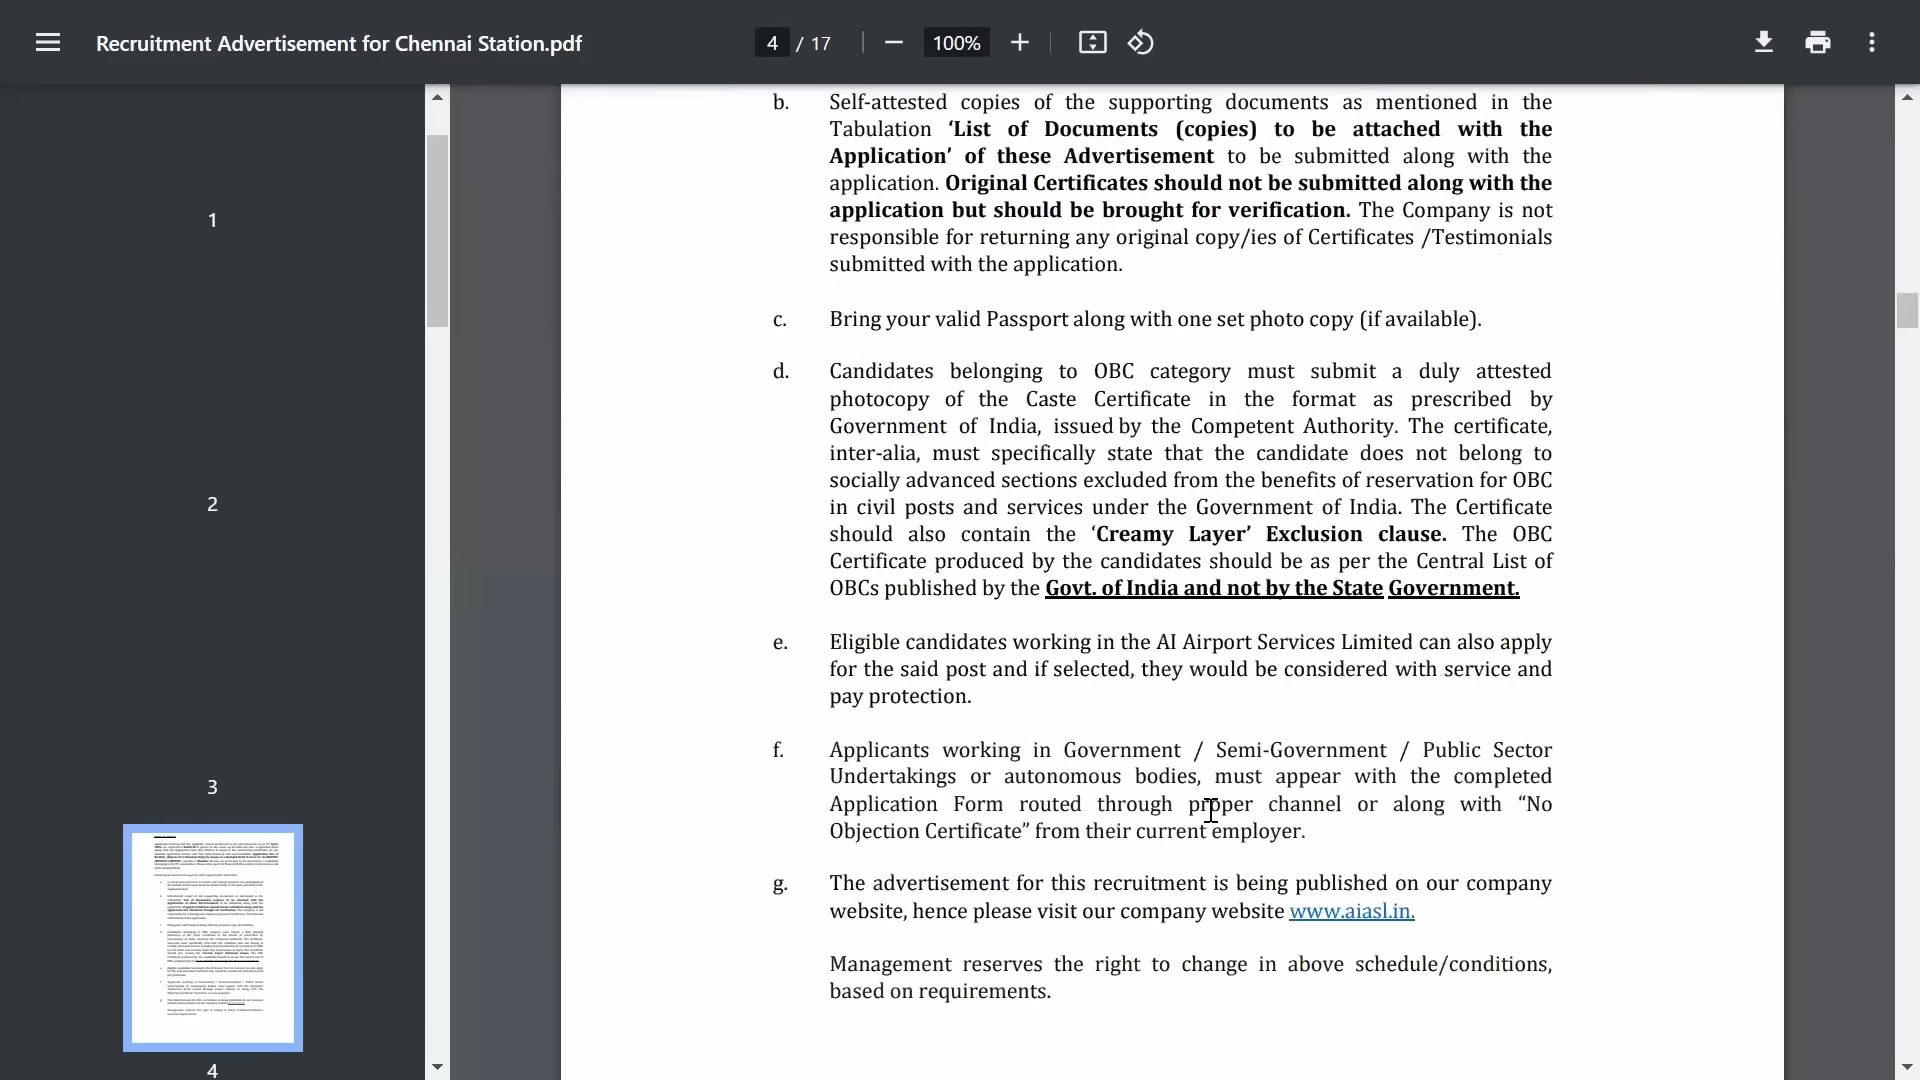 Recruitment Advertisement for Chennai Station.pdf
4 / 17
100%
1
2
3
4
b. Self-attested copies of the supporting documents as mentioned in the
Tabulation ‘List of Documents (copies) to be attached with the
Application’ of these Advertisement to be submitted along with the
application. Original Certificates should not be submitted along with the
application but should be brought for verification. The Company is not
responsible for returning any original copy/ies of Certificates /Testimonials
submitted with the application.
c. Bring your valid Passport along with one set photo copy (if available).
d. Candidates belonging to OBC category must submit a duly attested
photocopy of the Caste Certificate in the format as prescribed by
Government of India, issued by the Competent Authority. The certificate,
inter-alia, must specifically state that the candidate does not belong to
socially advanced sections excluded from the benefits of reservation for OBC
in civil posts and services under the Government of India. The Certificate
should also contain the ‘Creamy Layer’ Exclusion clause. The OBC
Certificate produced by the candidates should be as per the Central List of
OBCs published by the Govt. of India and not by the State Government.
e. Eligible candidates working in the AI Airport Services Limited can also apply
for the said post and if selected, they would be considered with service and
pay protection.
f. Applicants working in Government / Semi-Government / Public Sector
Undertakings or autonomous bodies, must appear with the completed
Application Form routed through proper channel or along with “No
Objection Certificate” from their current employer.
g. The advertisement for this recruitment is being published on our company
website, hence please visit our company website www.aiasl.in.
Management reserves the right to change in above schedule/conditions,
based on requirements.